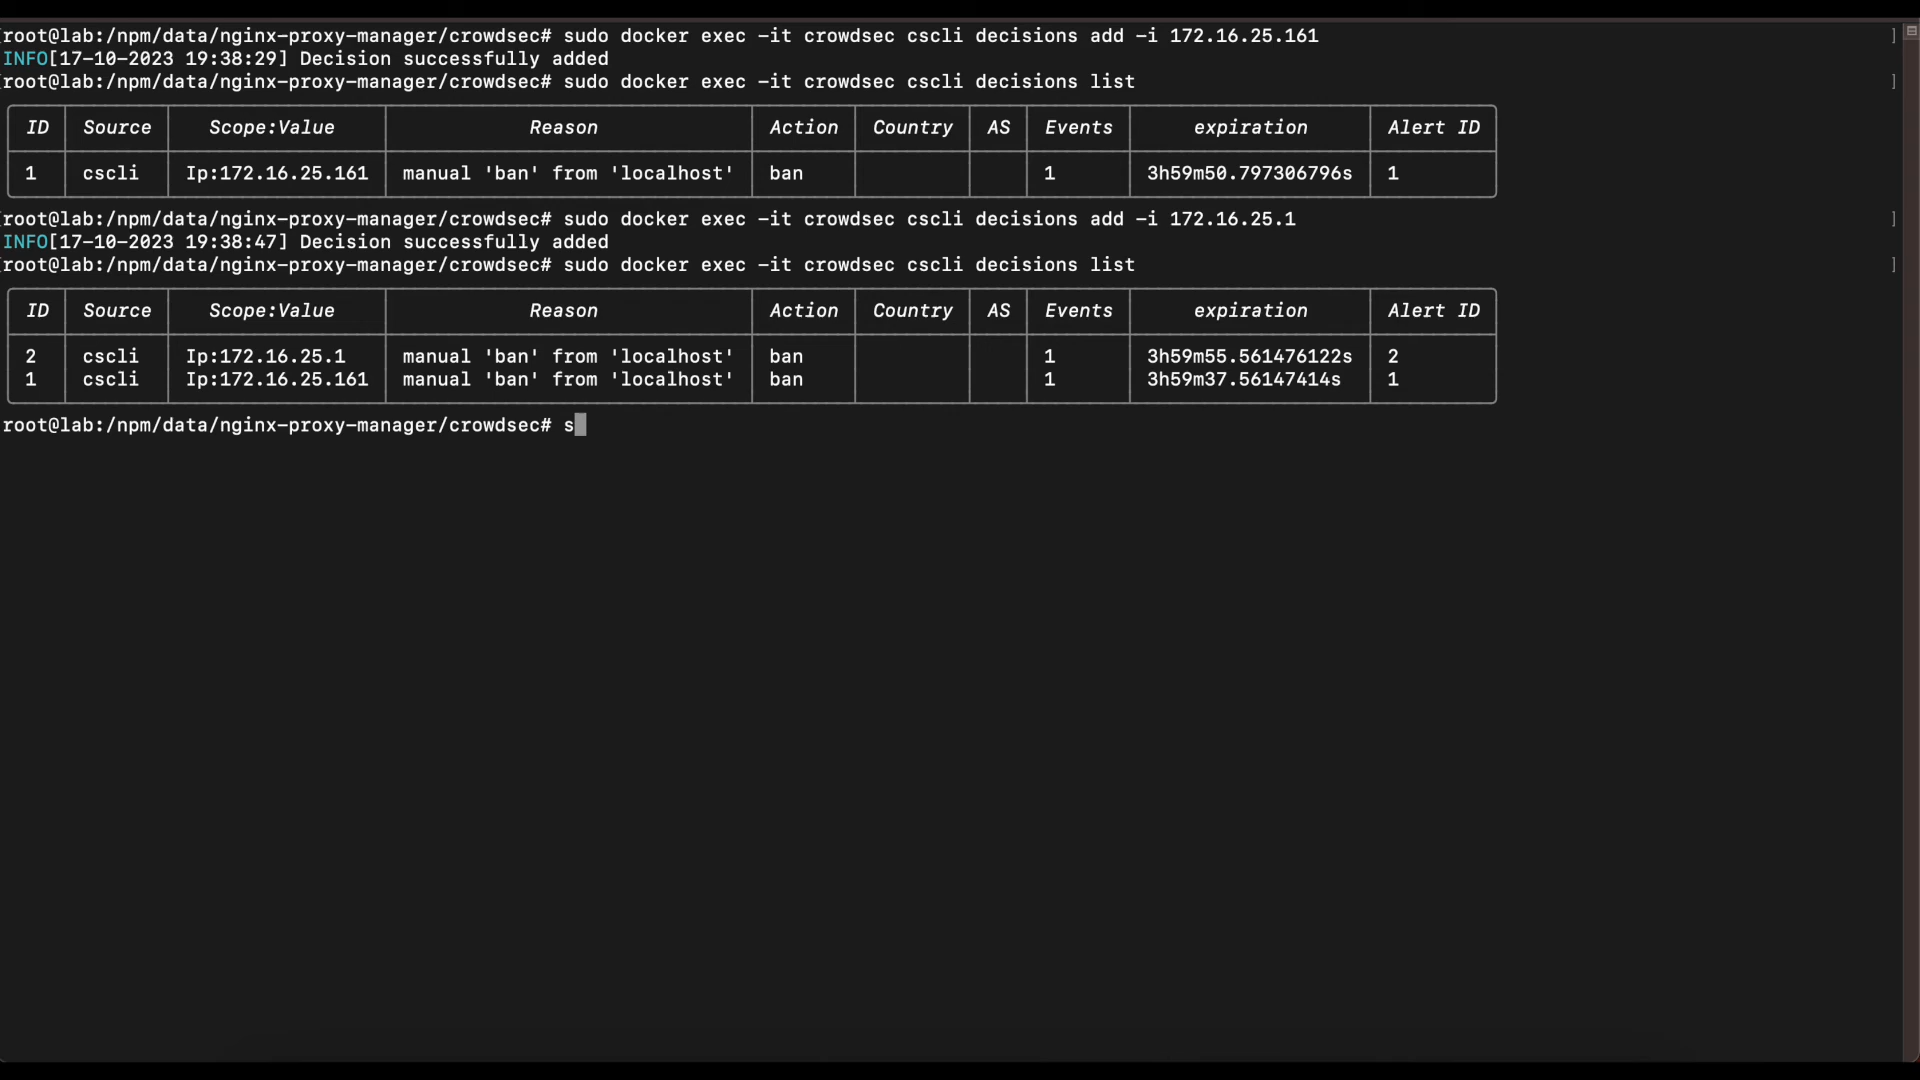 root@lab:/npm/data/nginx-proxy-manager/crowdsec# sudo docker exec -it crowdsec cscli decisions add -i 172.16.25.161
INFO[17-10-2023 19:38:29] Decision successfully added
root@lab:/npm/data/nginx-proxy-manager/crowdsec# sudo docker exec -it crowdsec cscli decisions list
ID Source Scope:Value Reason Action Country AS Events expiration Alert ID
1 cscli Ip:172.16.25.161 manual 'ban' from 'localhost' ban 1 3h59m50.797306796s 1
root@lab:/npm/data/nginx-proxy-manager/crowdsec# sudo docker exec -it crowdsec cscli decisions add -i 172.16.25.1
INFO[17-10-2023 19:38:47] Decision successfully added
root@lab:/npm/data/nginx-proxy-manager/crowdsec# sudo docker exec -it crowdsec cscli decisions list
ID Source Scope:Value Reason Action Country AS Events expiration Alert ID
2 cscli Ip:172.16.25.1 manual 'ban' from 'localhost' ban 1 3h59m55.561476122s 2
1 cscli Ip:172.16.25.161 manual 'ban' from 'localhost' ban 1 3h59m37.56147414s 1
root@lab:/npm/data/nginx-proxy-manager/crowdsec# s